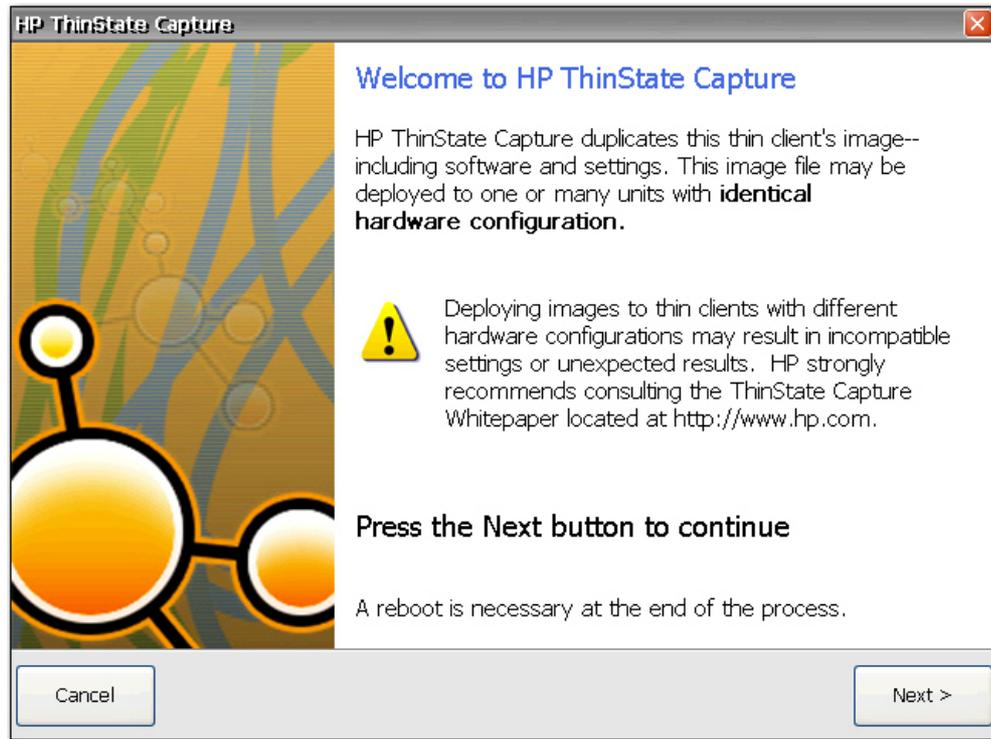 HP ThinState Capture
Welcome to HP ThinState Capture
HP ThinState Capture duplicates this thin client's image--
including software and settings. This image file may be
deployed to one or many units with identical
hardware configuration.
Deploying images to thin clients with different
hardware configurations may result in incompatible
settings or unexpected results.  HP strongly
recommends consulting the ThinState Capture
Whitepaper located at http://www.hp.com.
Press the Next button to continue
A reboot is necessary at the end of the process.
Cancel
Next >